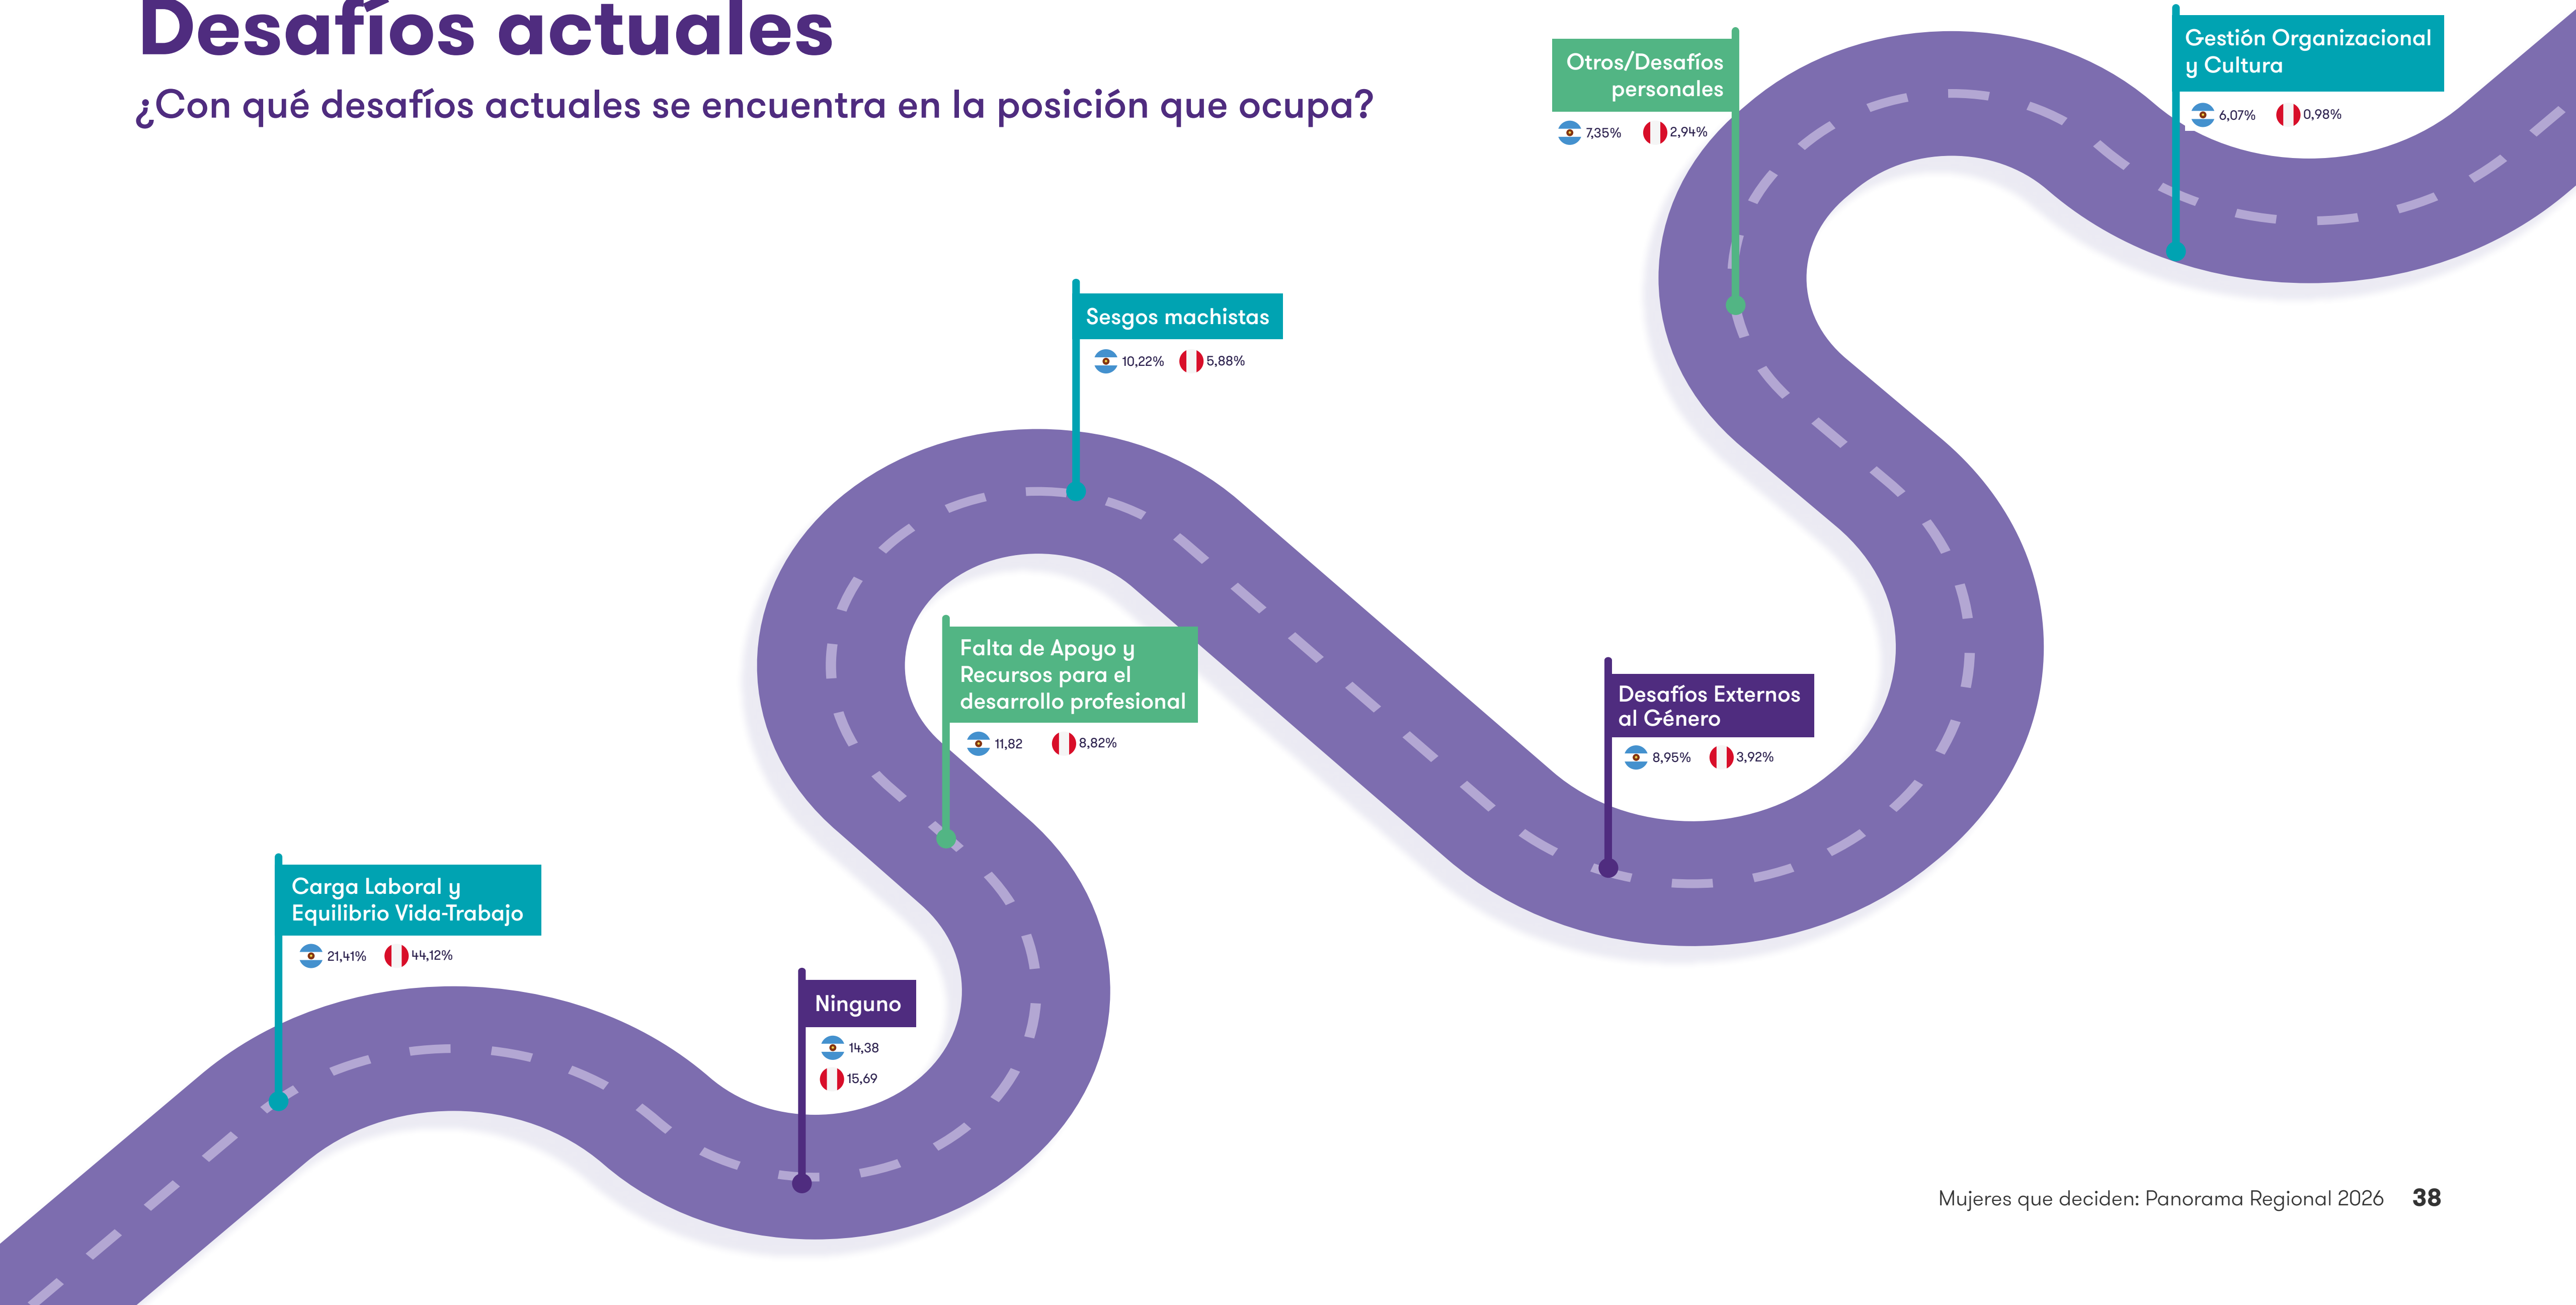 Desafíos actuales
¿Con qué desafíos actuales se encuentra en la posición que ocupa?
Otros/Desafíos
personales
7,35% 2,94%
Gestión Organizacional
y Cultura
6,07% 0,98%
Sesgos machistas
10,22% 5,88%
Falta de Apoyo y
Recursos para el
desarrollo profesional
11,82 8,82%
Desafíos Externos
al Género
8,95% 3,92%
Carga Laboral y
Equilibrio Vida-Trabajo
21,41% 44,12%
Ninguno
14,38
15,69
Mujeres que deciden: Panorama Regional 2026 38